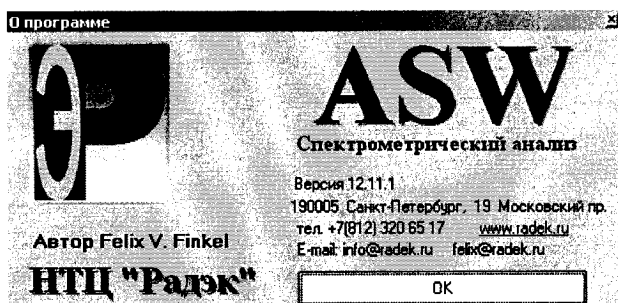 О программе
ASW
Спектрометрический анализ
Версия 12.11.1
190005, Санкт-Петербург, 19 Московский пр.
тел. +7(812) 320 65 17 www.radek.ru
E-mail: info@radek.ru felix@radek.ru
Автор Felix V. Finkel
НТЦ "Радэк"
OK